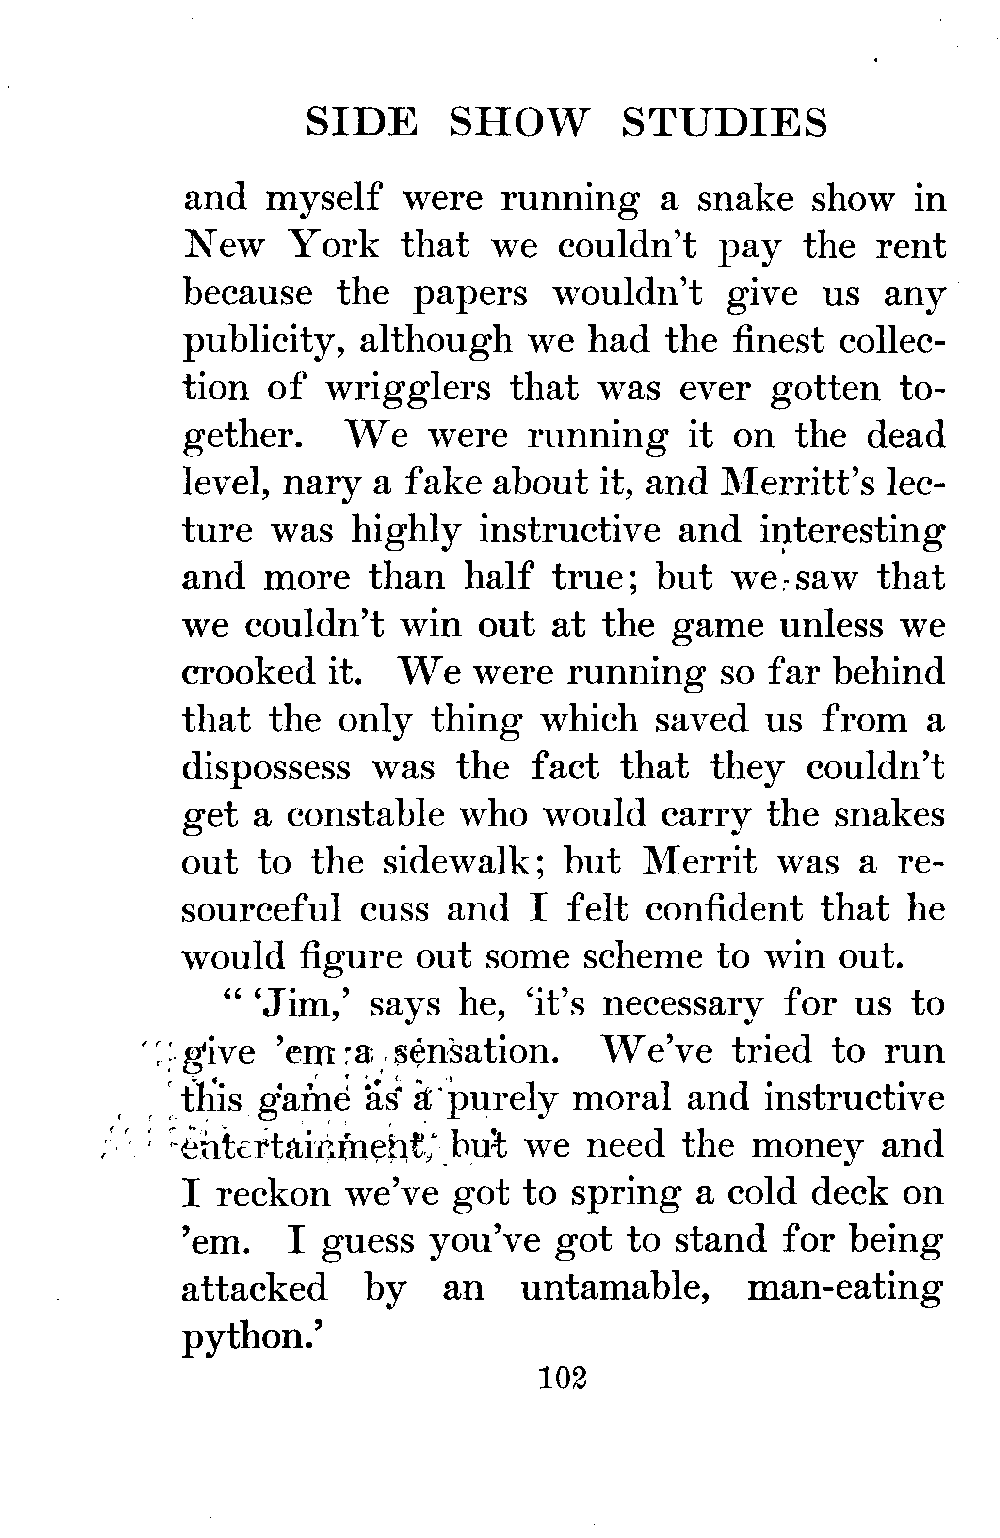 SIDE SHOW STUDIES
and myself were running a snake show in
New York that we couldn't pay the rent
because the papers wouldn't give us any
publicity, although we had the finest collec-
tion of wrigglers that was ever gotten to-
gether. We were running it on the dead
level, nary a fake about it, and Merritt's lec-
ture was highly instructive and interesting
and more than half true; but we saw that
we couldn't win out at the game unless we
crooked it. We were running so far behind
that the only thing which saved us from a
dispossess was the fact that they couldn't
get a constable who would carry the snakes
out to the sidewalk; but Merrit was a re-
sourceful cuss and I felt confident that he
would figure out some scheme to win out.
" 'Jim,' says he, 'it's necessary for us to
give 'em a sensation. We've tried to run
this game as a purely moral and instructive
entertainment, but we need the money and
I reckon we've got to spring a cold deck on
'em. I guess you've got to stand for being
attacked by an untamable, man-eating
python.'
102